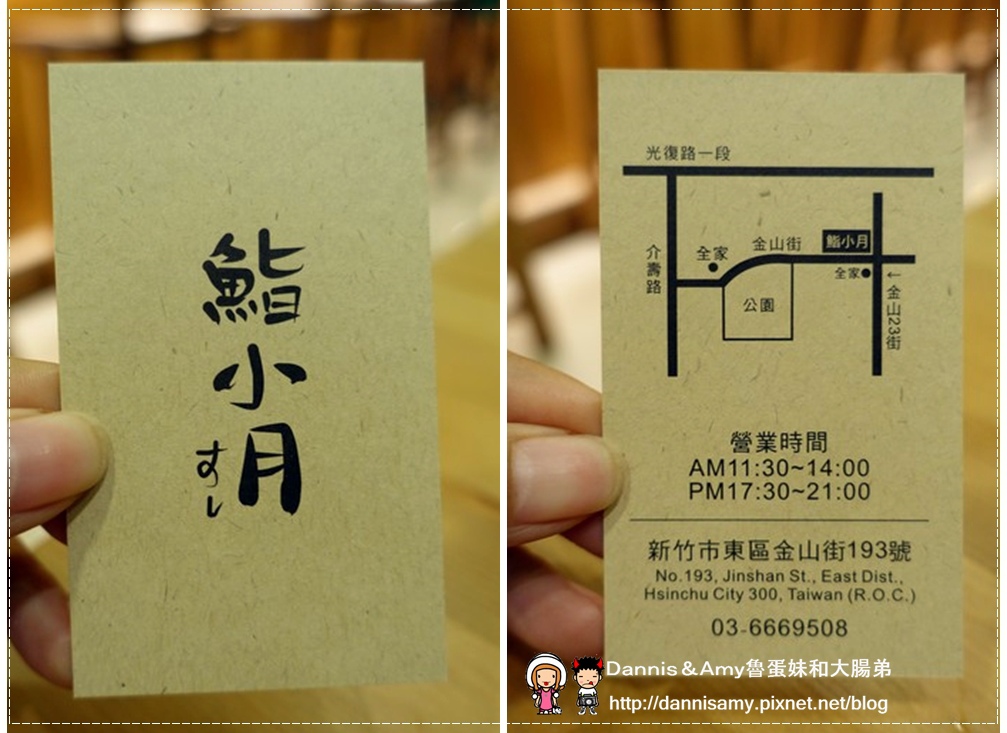 鮨小月
すし
光復路一段
介壽路
全家
金山街
鮨小月
全家
←金山23街
公園
營業時間
AM11:30~14:00
PM17:30~21:00
新竹市東區金山街193號
No.193, Jinshan St., East Dist.,
Hsinchu City 300, Taiwan (R.O.C.)
03-6669508
Dannis & Amy魯蛋妹和大腸弟
http://dannisamy.pixnet.net/blog